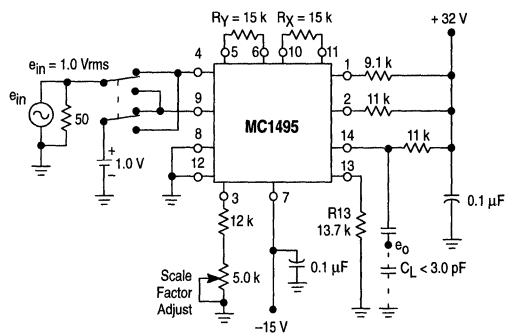 R_Y = 15 k
R_X = 15 k
+ 32 V
e_in = 1.0 Vrms
4
5
6
10
11
1
9.1 k
e_in
50
9
2
11 k
MC1495
8
14
11 k
+
1.0 V
−
12
13
3
7
R13
13.7 k
0.1 µF
12 k
e_o
Scale
Factor
Adjust
5.0 k
0.1 µF
C_L < 3.0 pF
−15 V